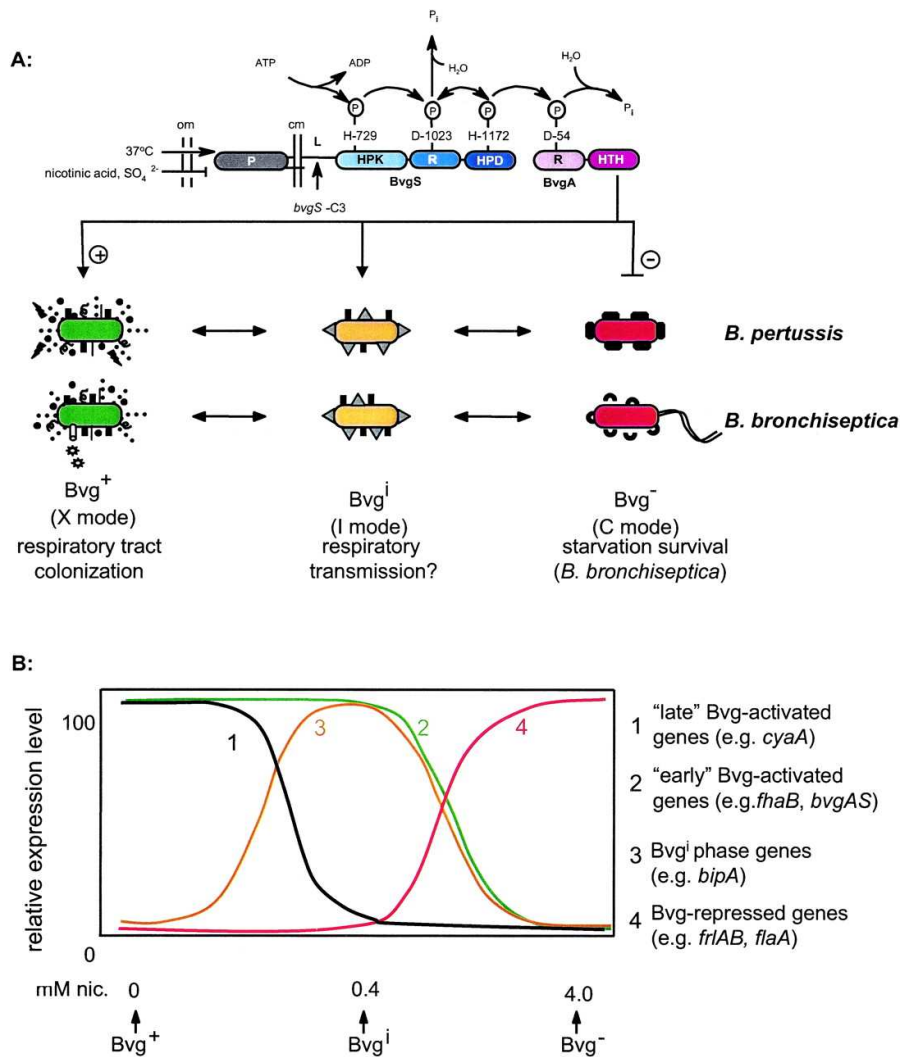 A:
P i
ATP
ADP
H2O
H2O
P i
P
P
P
P
om
cm
L
H-729
D-1023
H-1172
D-54
37ºC
P
HPK
R
HPD
R
HTH
nicotinic acid, SO4 2-
BvgS
BvgA
bvgS -C3
+
−
B. pertussis
B. bronchiseptica
Bvg+
(X mode)
respiratory tract
colonization
Bvgi
(I mode)
respiratory
transmission?
Bvg-
(C mode)
starvation survival
(B. bronchiseptica)
B:
relative expression level
100
0
1
3
2
4
1 "late" Bvg-activated
genes (e.g. cyaA)
2 "early" Bvg-activated
genes (e.g.fhaB, bvgAS)
3 Bvgi phase genes
(e.g. bipA)
4 Bvg-repressed genes
(e.g. frlAB, flaA)
mM nic. 0 0.4 4.0
Bvg+ Bvgi Bvg-